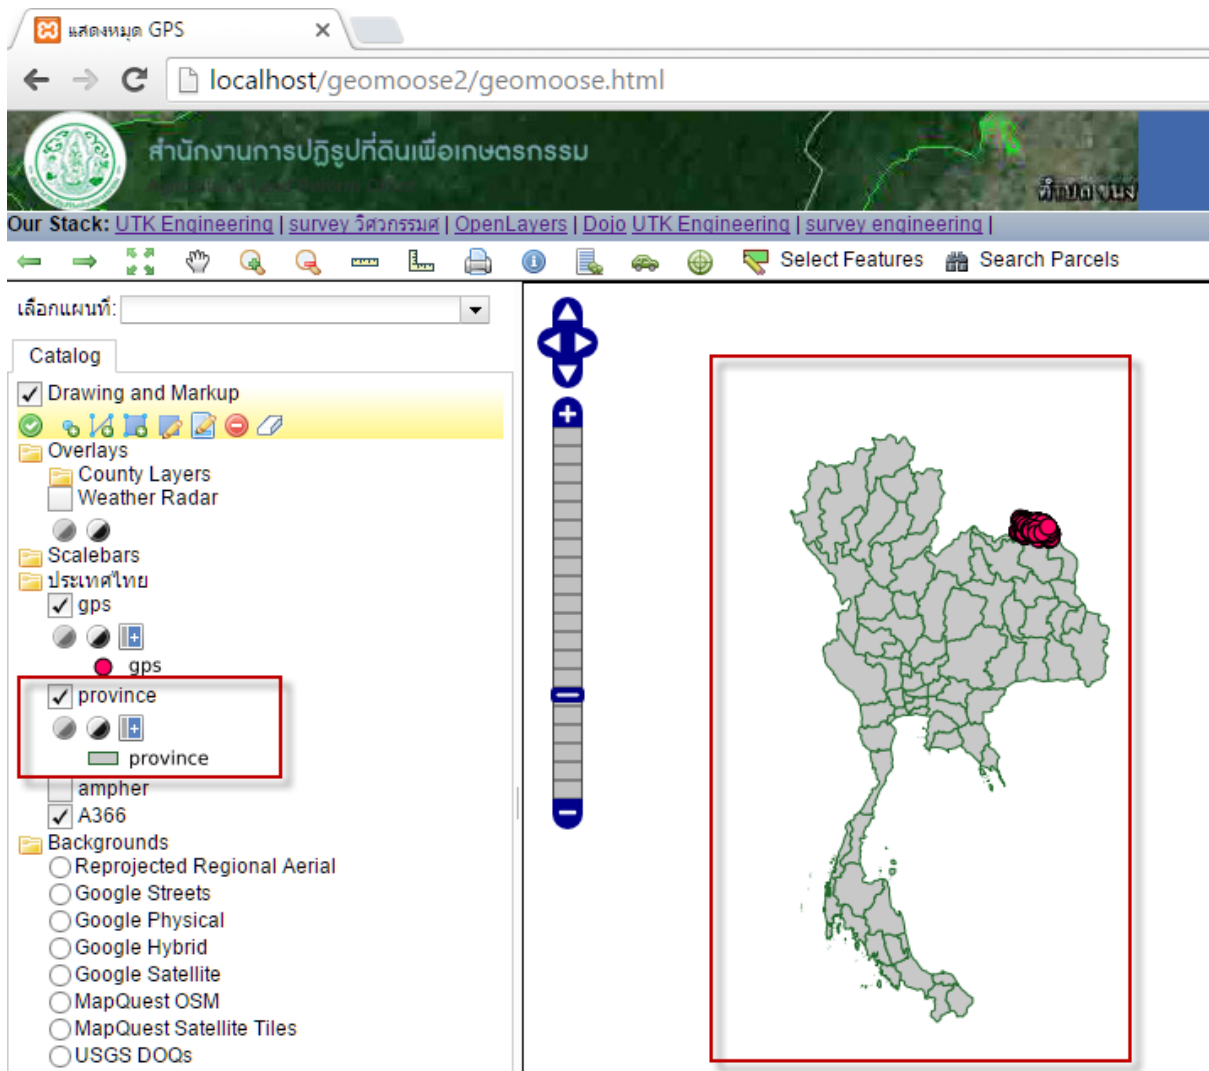 แสดงหมุด GPS
localhost/geomoose2/geomoose.html
สำนักงานการปฏิรูปที่ดินเพื่อเกษตรกรรม
Our Stack: UTK Engineering | survey วิศวกรรมศ | OpenLayers | Dojo UTK Engineering | survey engineering |
Select Features Search Parcels
เลือกแผนที่:
Catalog
Drawing and Markup
Overlays
County Layers
Weather Radar
Scalebars
ประเทศไทย
gps
gps
province
province
ampher
A366
Backgrounds
Reprojected Regional Aerial
Google Streets
Google Physical
Google Hybrid
Google Satellite
MapQuest OSM
MapQuest Satellite Tiles
USGS DOQs